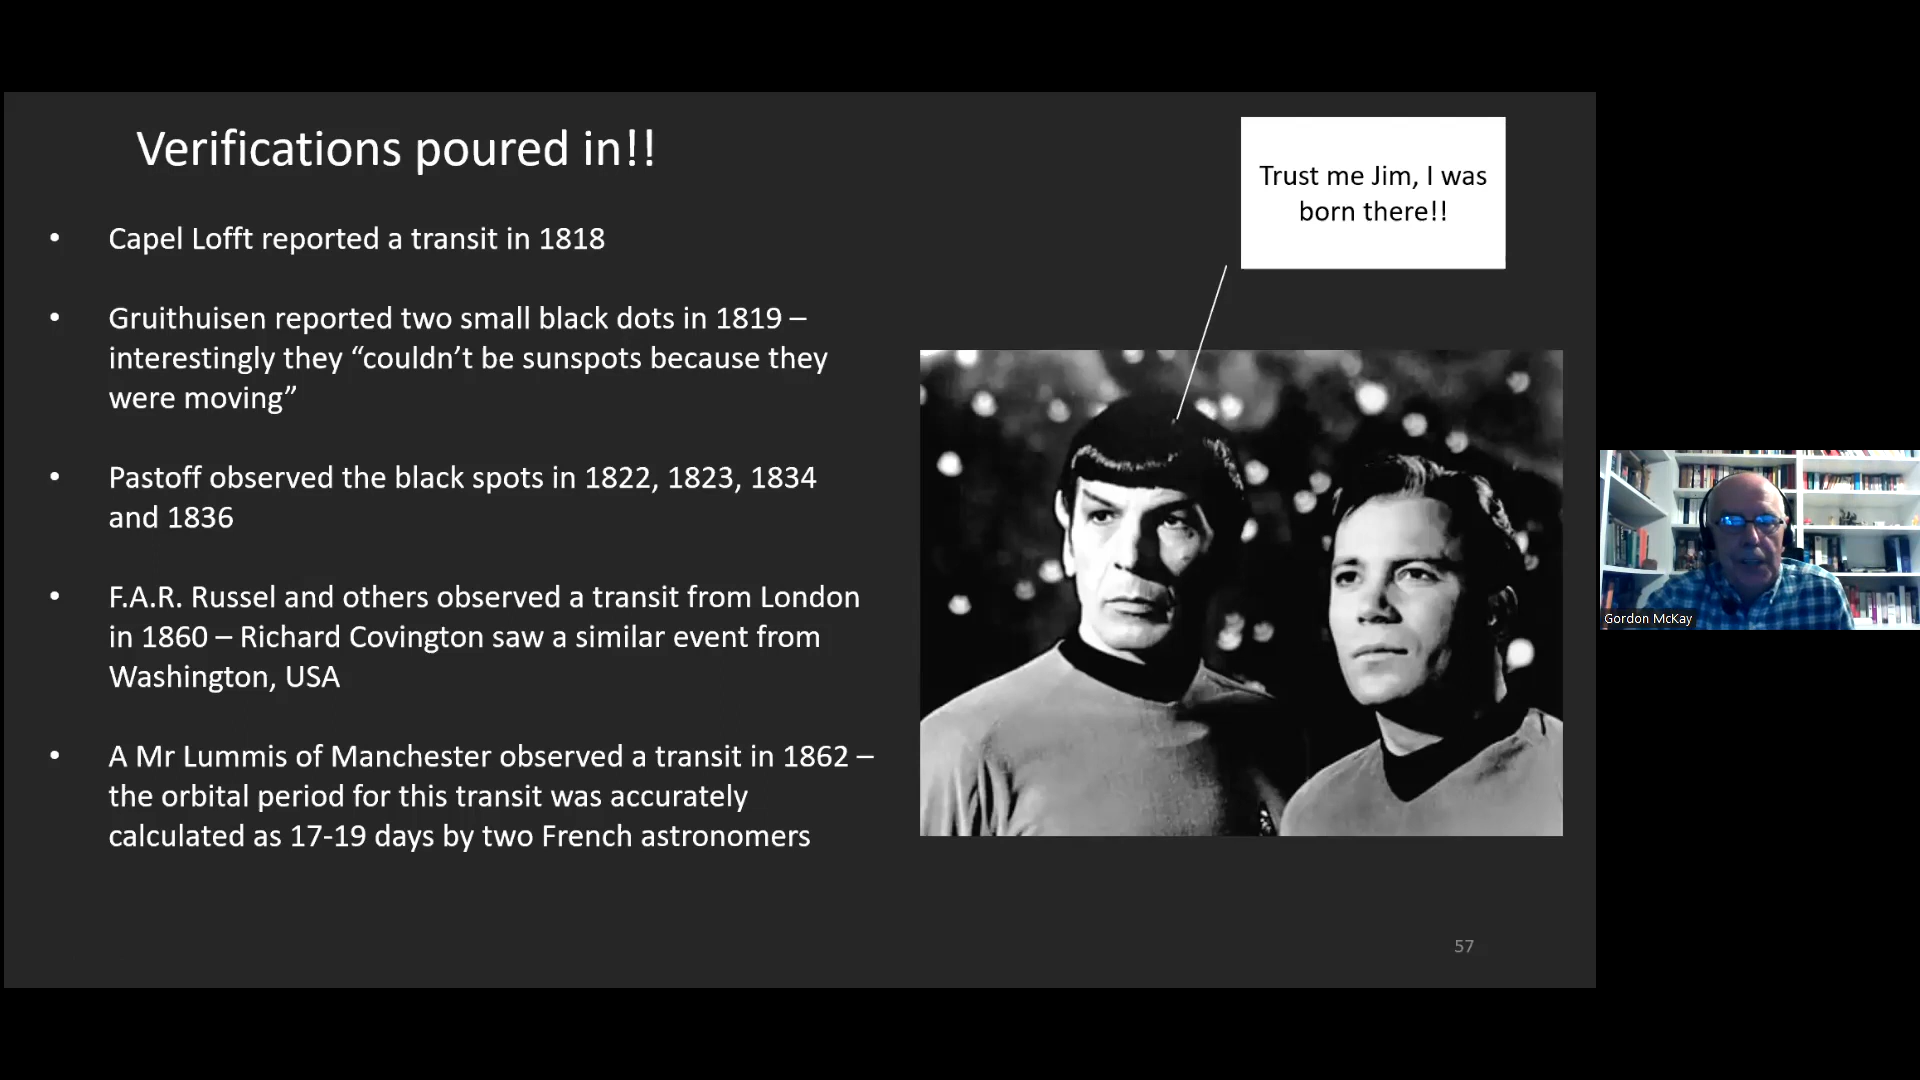 Verifications poured in!!
Trust me Jim, I was
born there!!
• Capel Lofft reported a transit in 1818
• Gruithuisen reported two small black dots in 1819 –
interestingly they “couldn’t be sunspots because they
were moving”
• Pastoff observed the black spots in 1822, 1823, 1834
and 1836
• F.A.R. Russel and others observed a transit from London
in 1860 – Richard Covington saw a similar event from
Washington, USA
• A Mr Lummis of Manchester observed a transit in 1862 –
the orbital period for this transit was accurately
calculated as 17-19 days by two French astronomers
57
Gordon McKay